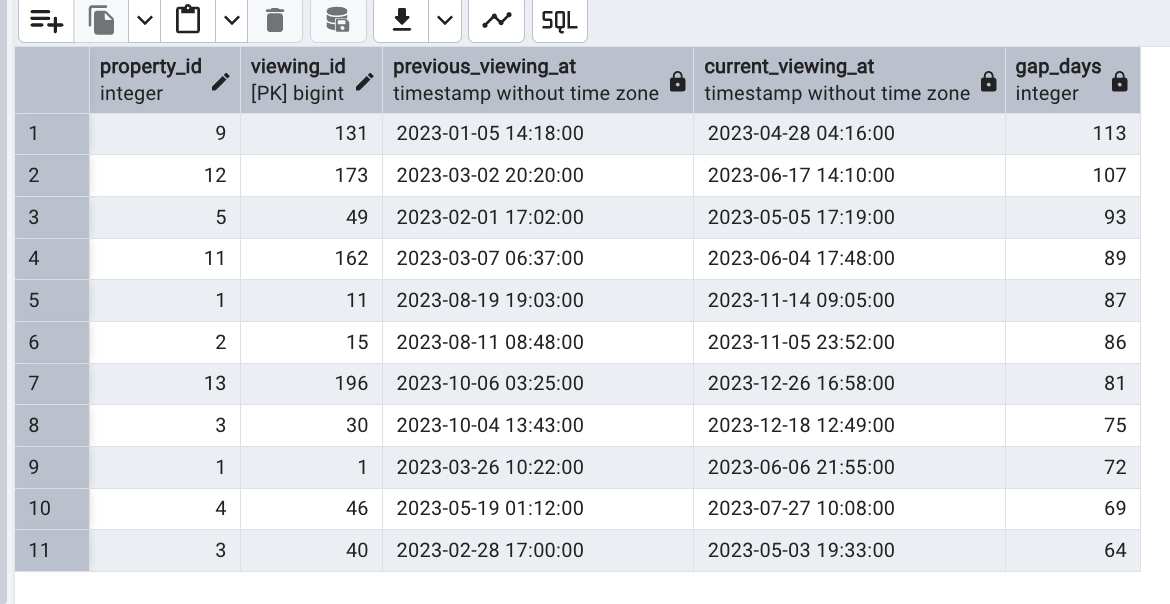 SQL
property_id viewing_id previous_viewing_at current_viewing_at gap_days
integer [PK] bigint timestamp without time zone timestamp without time zone integer
1 9 131 2023-01-05 14:18:00 2023-04-28 04:16:00 113
2 12 173 2023-03-02 20:20:00 2023-06-17 14:10:00 107
3 5 49 2023-02-01 17:02:00 2023-05-05 17:19:00 93
4 11 162 2023-03-07 06:37:00 2023-06-04 17:48:00 89
5 1 11 2023-08-19 19:03:00 2023-11-14 09:05:00 87
6 2 15 2023-08-11 08:48:00 2023-11-05 23:52:00 86
7 13 196 2023-10-06 03:25:00 2023-12-26 16:58:00 81
8 3 30 2023-10-04 13:43:00 2023-12-18 12:49:00 75
9 1 1 2023-03-26 10:22:00 2023-06-06 21:55:00 72
10 4 46 2023-05-19 01:12:00 2023-07-27 10:08:00 69
11 3 40 2023-02-28 17:00:00 2023-05-03 19:33:00 64